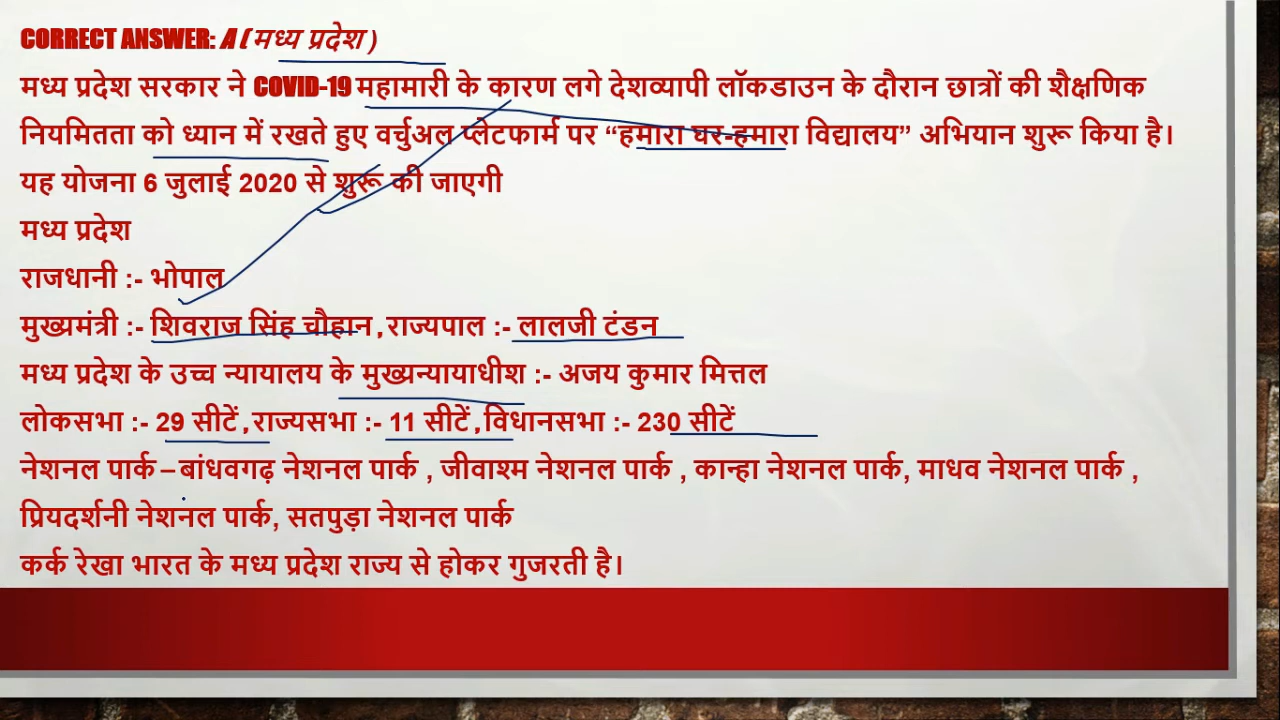 CORRECT ANSWER: A (मध्य प्रदेश )
मध्य प्रदेश सरकार ने COVID-19 महामारी के कारण लगे देशव्यापी लॉकडाउन के दौरान छात्रों की शैक्षणिक
नियमितता को ध्यान में रखते हुए वर्चुअल प्लेटफार्म पर “हमारा घर-हमारा विद्यालय” अभियान शुरू किया है।
यह योजना 6 जुलाई 2020 से शुरू की जाएगी
मध्य प्रदेश
राजधानी :- भोपाल
मुख्यमंत्री :- शिवराज सिंह चौहान , राज्यपाल :- लालजी टंडन
मध्य प्रदेश के उच्च न्यायालय के मुख्यन्यायाधीश :- अजय कुमार मित्तल
लोकसभा :- 29 सीटें , राज्यसभा :- 11 सीटें , विधानसभा :- 230 सीटें
नेशनल पार्क – बांधवगढ़ नेशनल पार्क , जीवाश्म नेशनल पार्क , कान्हा नेशनल पार्क, माधव नेशनल पार्क ,
प्रियदर्शनी नेशनल पार्क, सतपुड़ा नेशनल पार्क
कर्क रेखा भारत के मध्य प्रदेश राज्य से होकर गुजरती है।